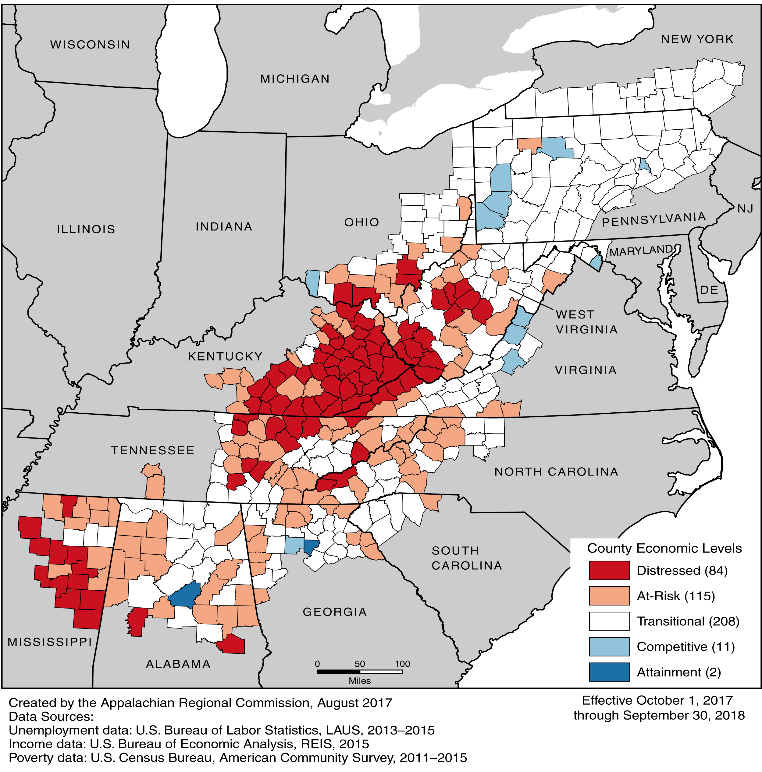 WISCONSIN
NEW YORK
MICHIGAN
ILLINOIS
INDIANA
OHIO
PENNSYLVANIA
NJ
MARYLAND
DE
WEST
VIRGINIA
KENTUCKY
VIRGINIA
TENNESSEE
NORTH CAROLINA
SOUTH
CAROLINA
GEORGIA
MISSISSIPPI
ALABAMA
County Economic Levels
Distressed (84)
At-Risk (115)
Transitional (208)
Competitive (11)
Attainment (2)
0 50 100
Miles
Created by the Appalachian Regional Commission, August 2017
Data Sources:
Unemployment data: U.S. Bureau of Labor Statistics, LAUS, 2013–2015
Income data: U.S. Bureau of Economic Analysis, REIS, 2015
Poverty data: U.S. Census Bureau, American Community Survey, 2011–2015
Effective October 1, 2017
through September 30, 2018